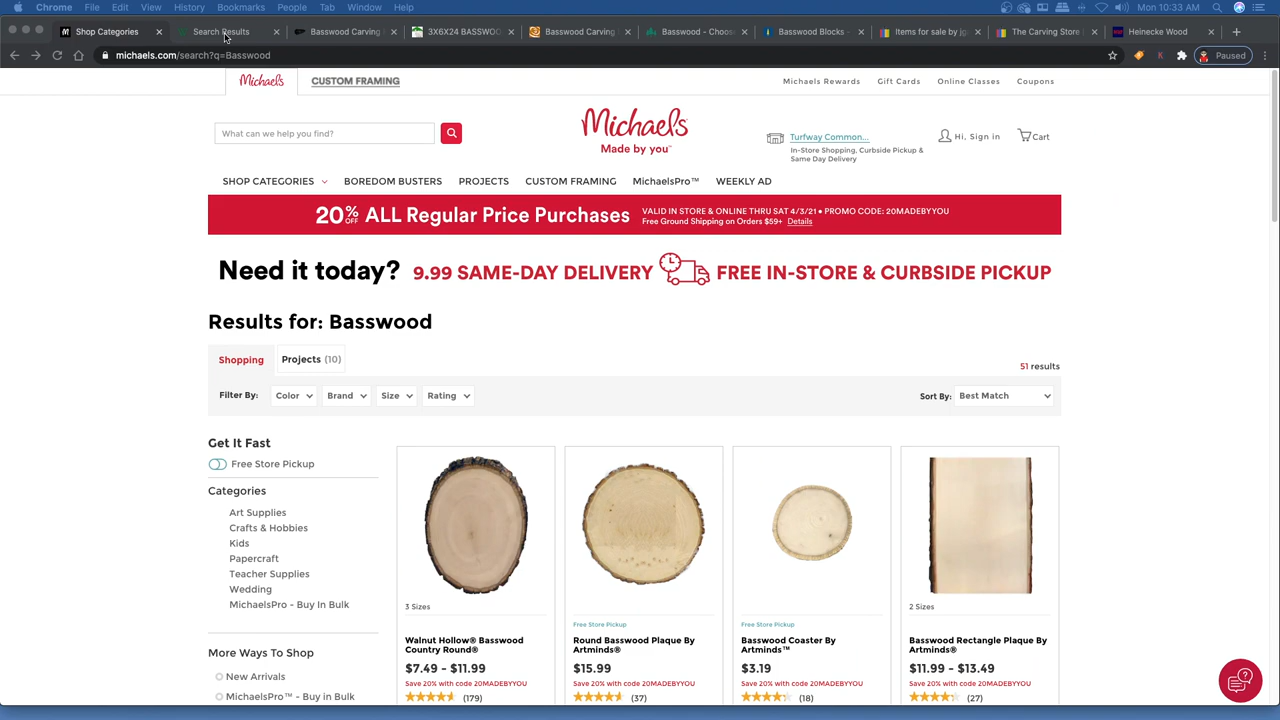 Chrome File Edit View History Bookmarks People Tab Window Help 10:33 AM
Shop Categories Search Results Basswood Carving 3X6X24 BASSWOO Basswood Carving Basswood - Choos Basswood Blocks - Items for sale by jg The Carving Store Heinecke Wood
michaels.com/search?q=Basswood Paused
Michaels CUSTOM FRAMING Michaels Rewards Gift Cards Online Classes Coupons
What can we help you find?
Michaels
Made by you™
Turfway Common...
In-Store Shopping, Curbside Pickup &
Same Day Delivery
Hi, Sign in Cart
SHOP CATEGORIES BOREDOM BUSTERS PROJECTS CUSTOM FRAMING MichaelsPro™ WEEKLY AD
20% OFF ALL Regular Price Purchases
VALID IN STORE & ONLINE THRU SAT 4/3/21 • PROMO CODE: 20MADEBYYOU
Free Ground Shipping on Orders $59+ Details
Need it today? 9.99 SAME-DAY DELIVERY FREE IN-STORE & CURBSIDE PICKUP
Results for: Basswood
Shopping Projects (10)
51 results
Filter By: Color Brand Size Rating Sort By: Best Match
Get It Fast
Free Store Pickup
Categories
Art Supplies
Crafts & Hobbies
Kids
Papercraft
Teacher Supplies
Wedding
MichaelsPro - Buy In Bulk
More Ways To Shop
New Arrivals
MichaelsPro™ - Buy in Bulk
3 Sizes
Walnut Hollow® Basswood
Country Round®
$7.49 - $11.99
Save 20% with code 20MADEBYYOU
(179)
Free Store Pickup
Round Basswood Plaque By
Artminds®
$15.99
Save 20% with code 20MADEBYYOU
(37)
Free Store Pickup
Basswood Coaster By
Artminds™
$3.19
Save 20% with code 20MADEBYYOU
(18)
2 Sizes
Basswood Rectangle Plaque By
Artminds®
$11.99 - $13.49
Save 20% with code 20MADEBYYOU
(27)